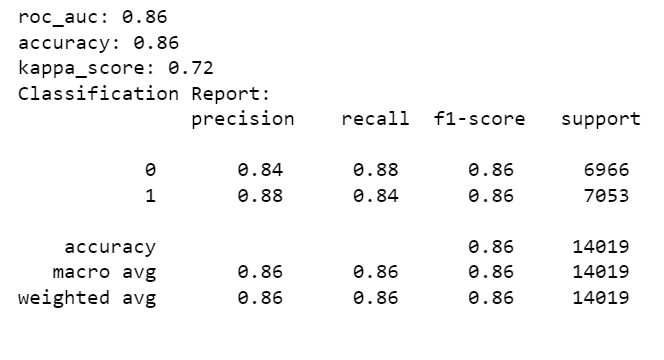 roc_auc: 0.86
accuracy: 0.86
kappa_score: 0.72
Classification Report:
precision recall f1-score support
0 0.84 0.88 0.86 6966
1 0.88 0.84 0.86 7053
accuracy 0.86 14019
macro avg 0.86 0.86 0.86 14019
weighted avg 0.86 0.86 0.86 14019